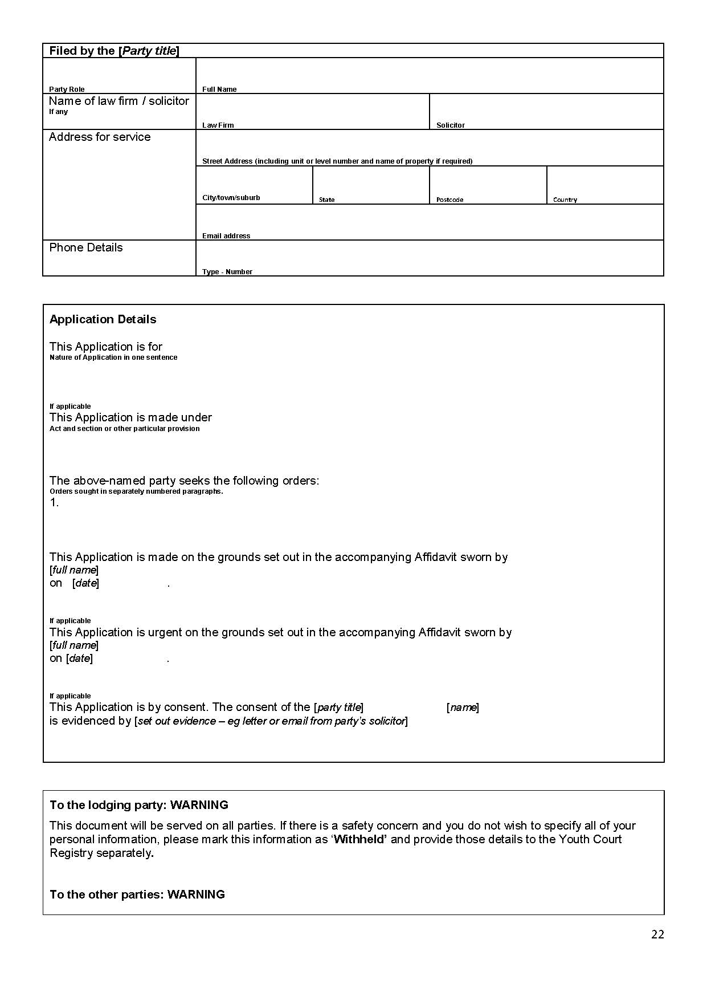 Filed by the [Party title]
Party Role
Full Name
Name of law firm / solicitor
If any
Law Firm
Solicitor
Address for service
Street Address (including unit or level number and name of property if required)
City/town/suburb
State
Postcode
Country
Email address
Phone Details
Type - Number
Application Details
This Application is for
Nature of Application in one sentence
If applicable
This Application is made under
Act and section or other particular provision
The above-named party seeks the following orders:
Orders sought in separately numbered paragraphs.
1.
This Application is made on the grounds set out in the accompanying Affidavit sworn by
[full name]
on [date] .
If applicable
This Application is urgent on the grounds set out in the accompanying Affidavit sworn by
[full name]
on [date] .
If applicable
This Application is by consent. The consent of the [party title] [name]
is evidenced by [set out evidence – eg letter or email from party’s solicitor]
To the lodging party: WARNING
This document will be served on all parties. If there is a safety concern and you do not wish to specify all of your
personal information, please mark this information as ‘Withheld’ and provide those details to the Youth Court
Registry separately.
To the other parties: WARNING
22